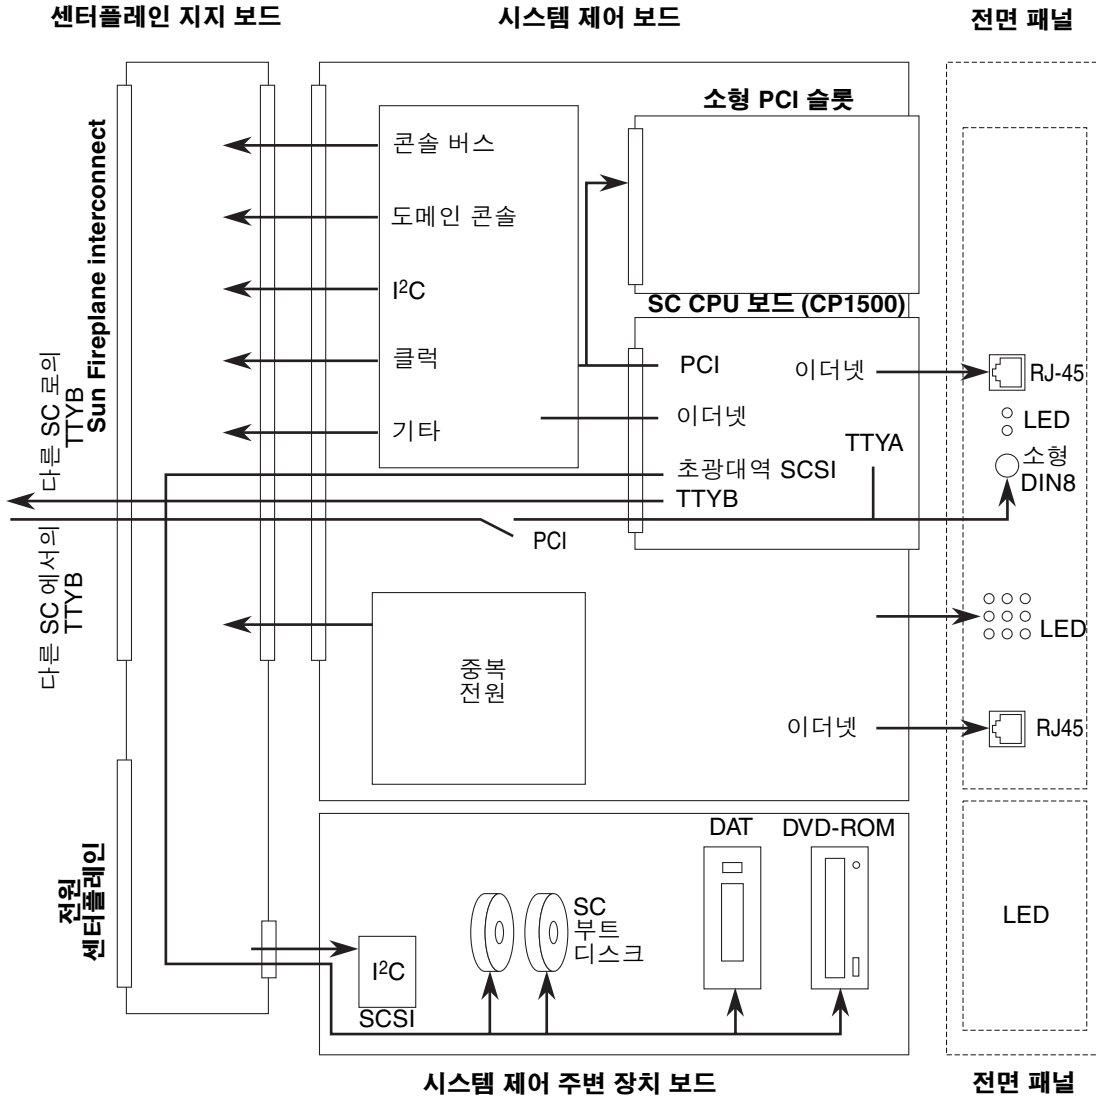 센터플레인 지지 보드
시스템 제어 보드
전면 패널
Sun Fireplane interconnect
콘솔 버스
도메인 콘솔
I²C
클럭
기타
소형 PCI 슬롯
SC CPU 보드 (CP1500)
PCI
이더넷
이더넷
TTYA
초광대역 SCSI
TTYB
PCI
RJ-45
LED
소형
DIN8
다른 SC 로의
TTYB
다른 SC 에서의
TTYB
중복
전원
LED
이더넷
RJ45
전원
센터플레인
DAT
DVD-ROM
SC
부트
디스크
I²C
SCSI
LED
시스템 제어 주변 장치 보드
전면 패널